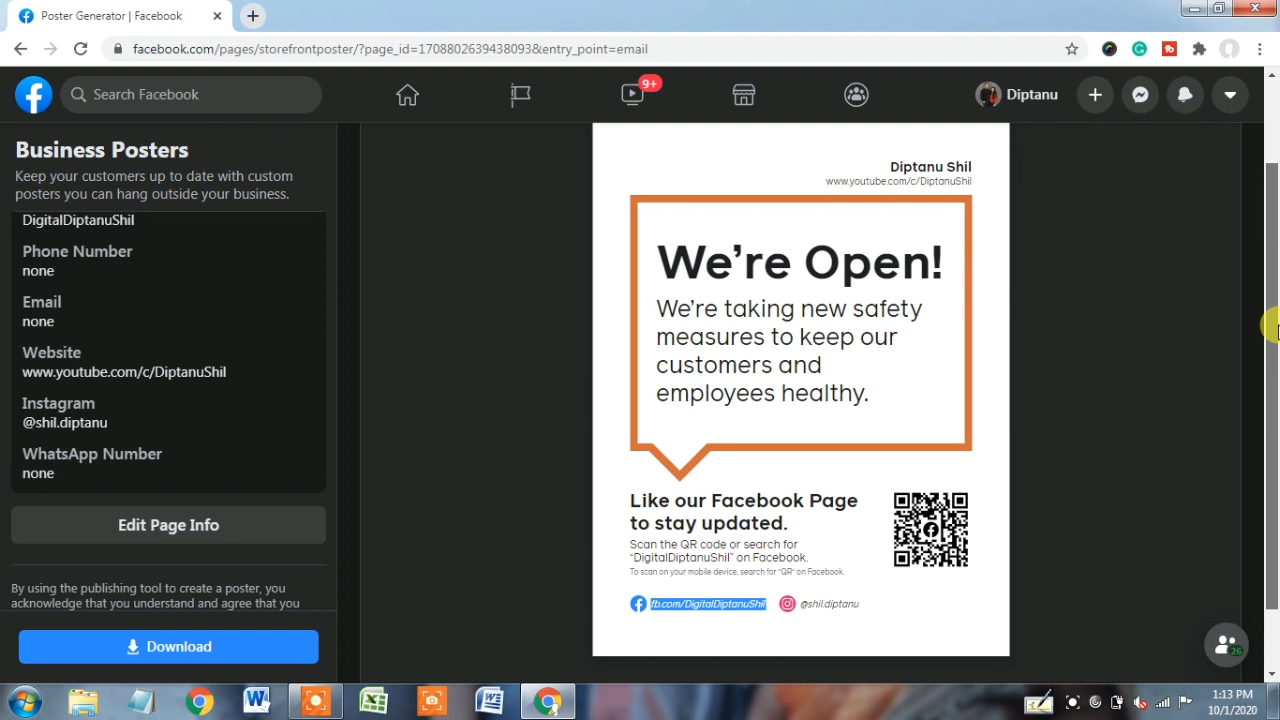 Poster Generator | Facebook
facebook.com/pages/storefrontposter/?page_id=1708802639438093&entry_point=email
Search Facebook
9+
Diptanu
Business Posters
Keep your customers up to date with custom
posters you can hang outside your business.
DigitalDiptanuShil
Phone Number
none
Email
none
Website
www.youtube.com/c/DiptanuShil
Instagram
@shil.diptanu
WhatsApp Number
none
Edit Page Info
By using the publishing tool to create a poster, you
acknowledge that you understand and agree that you
Download
Diptanu Shil
www.youtube.com/c/DiptanuShil
We're Open!
We're taking new safety
measures to keep our
customers and
employees healthy.
Like our Facebook Page
to stay updated.
Scan the QR code or search for
"DigitalDiptanuShil" on Facebook.
To scan on your mobile device, search for "QR" on Facebook.
fb.com/DigitalDiptanuShil
@shil.diptanu
26
1:13 PM
10/1/2020